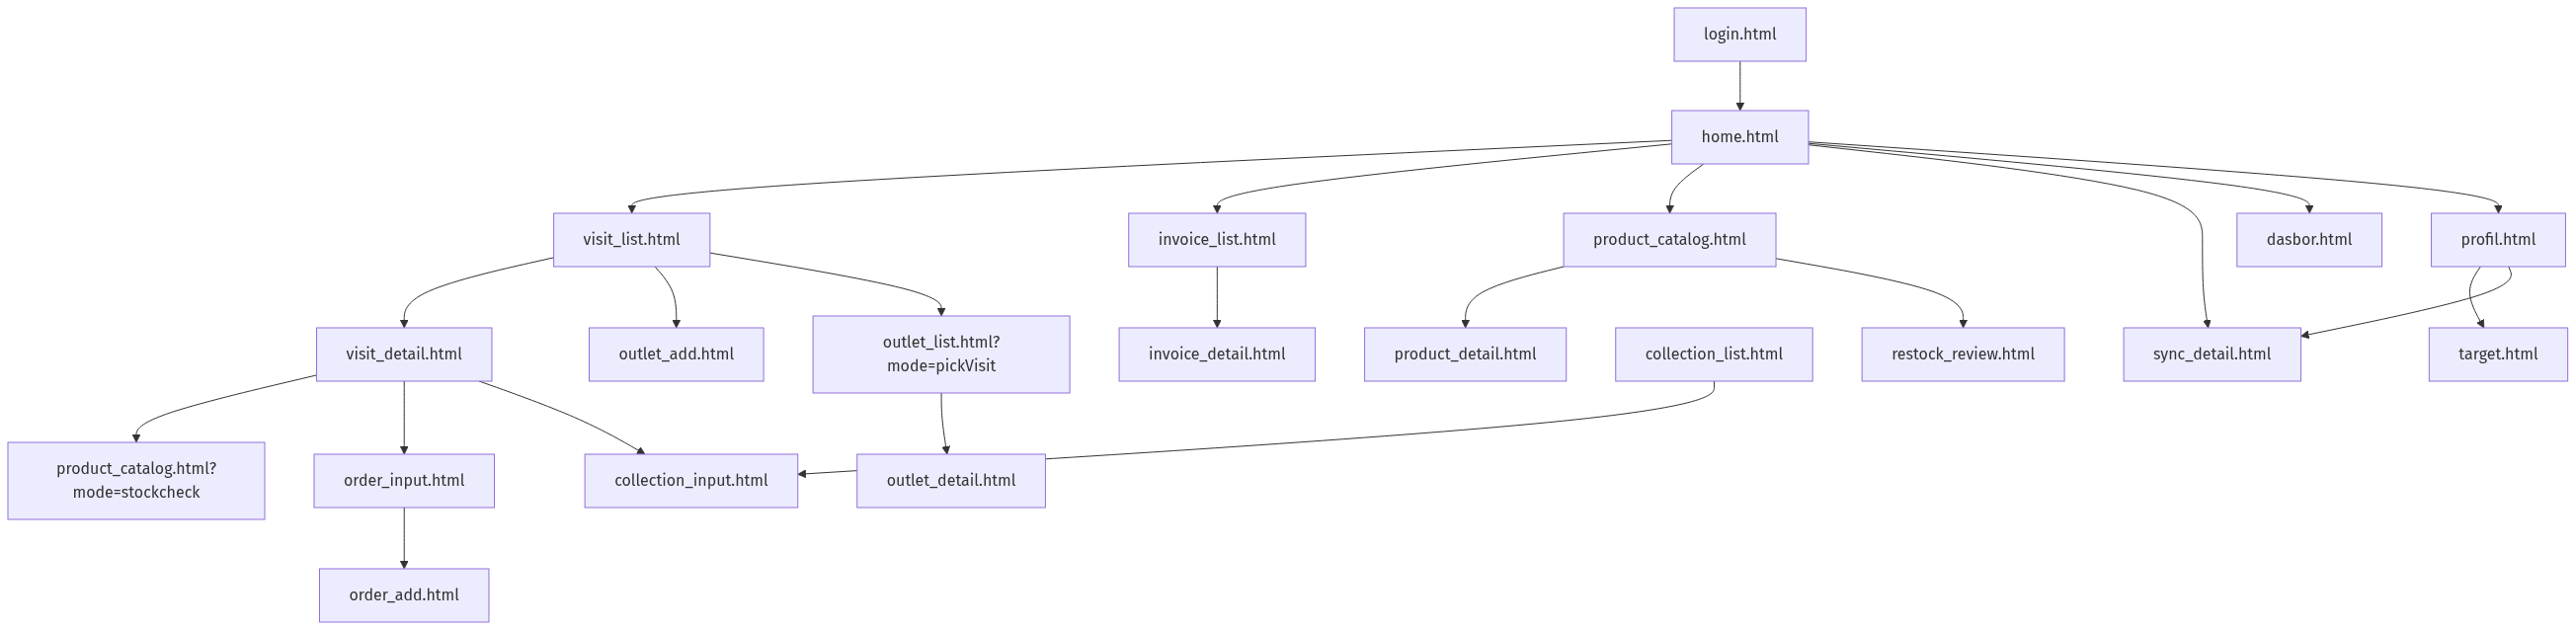 login.html
home.html
visit_list.html
invoice_list.html
product_catalog.html
dasbor.html
profil.html
visit_detail.html
outlet_add.html
outlet_list.html?
mode=pickVisit
invoice_detail.html
product_detail.html
collection_list.html
restock_review.html
sync_detail.html
target.html
product_catalog.html?
mode=stockcheck
order_input.html
collection_input.html
outlet_detail.html
order_add.html